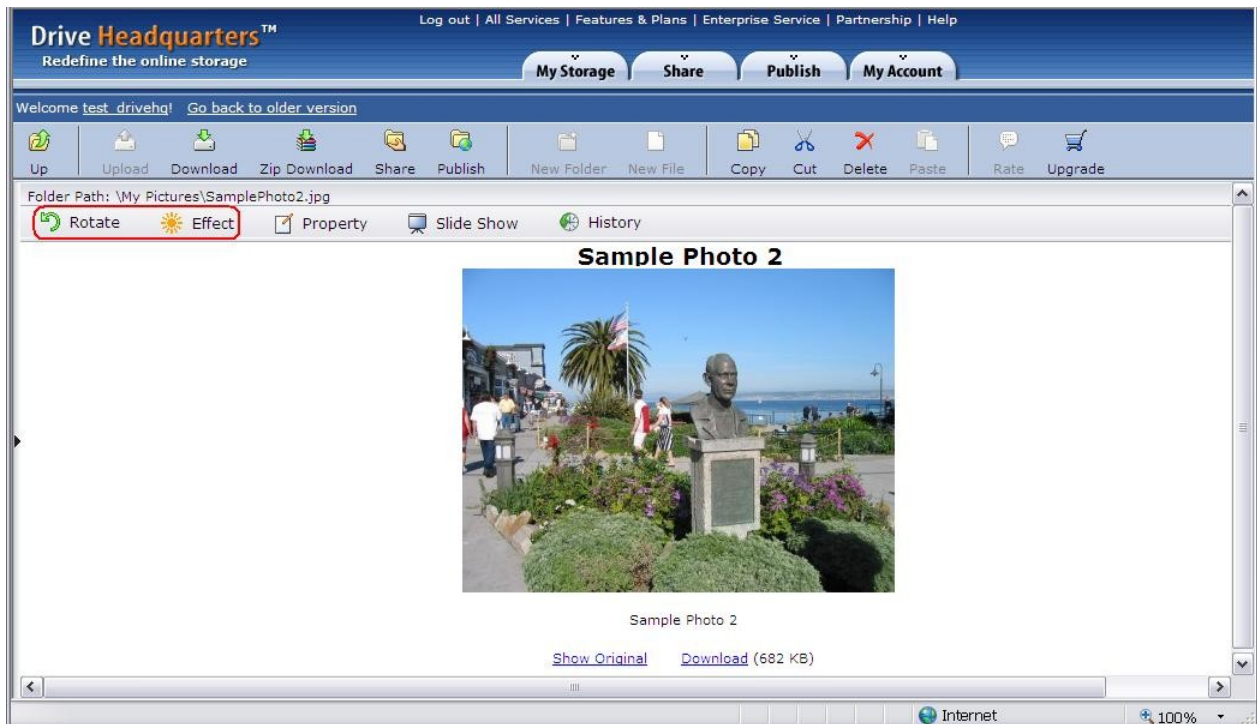 Log out | All Services | Features & Plans | Enterprise Service | Partnership | Help
Drive Headquarters™
Redefine the online storage
My Storage Share Publish My Account
Welcome test_drivehq! Go back to older version
Up Upload Download Zip Download Share Publish New Folder New File Copy Cut Delete Paste Rate Upgrade
Folder Path: \My Pictures\SamplePhoto2.jpg
Rotate Effect Property Slide Show History
Sample Photo 2
Sample Photo 2
Show Original Download (682 KB)
Internet 100%